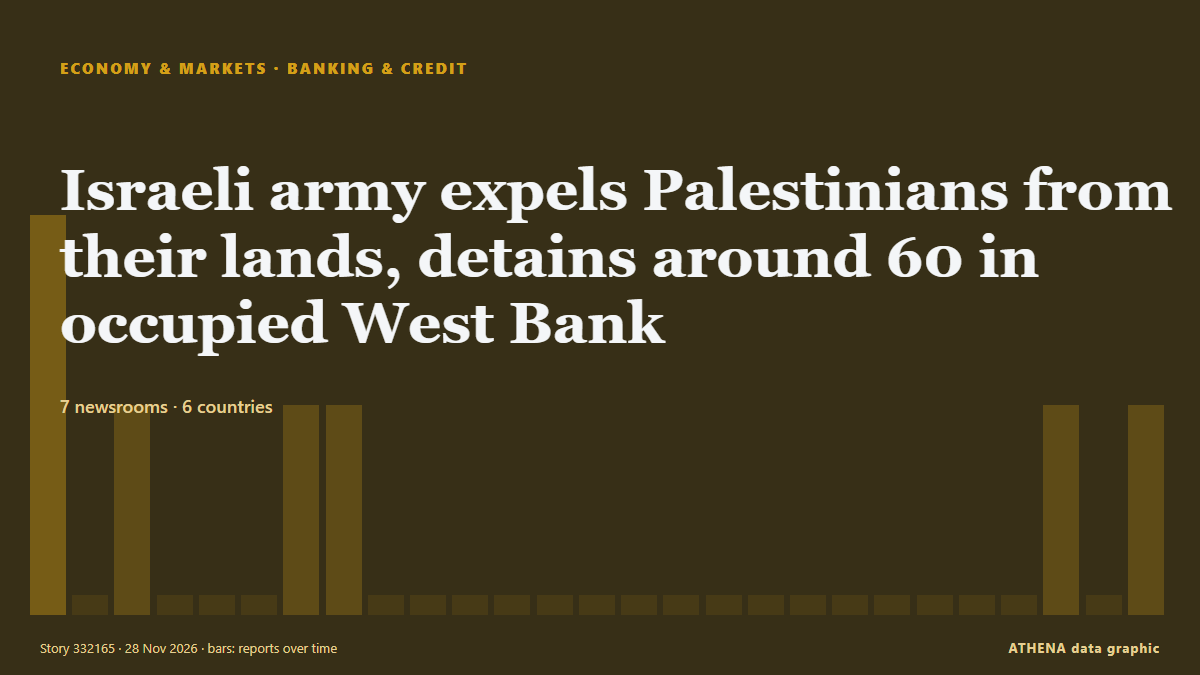 ECONOMY & MARKETS · BANKING & CREDIT
Israeli army expels Palestinians from
their lands, detains around 60 in
occupied West Bank
7 newsrooms · 6 countries
Story 332165 · 28 Nov 2026 · bars: reports over time
ATHENA data graphic